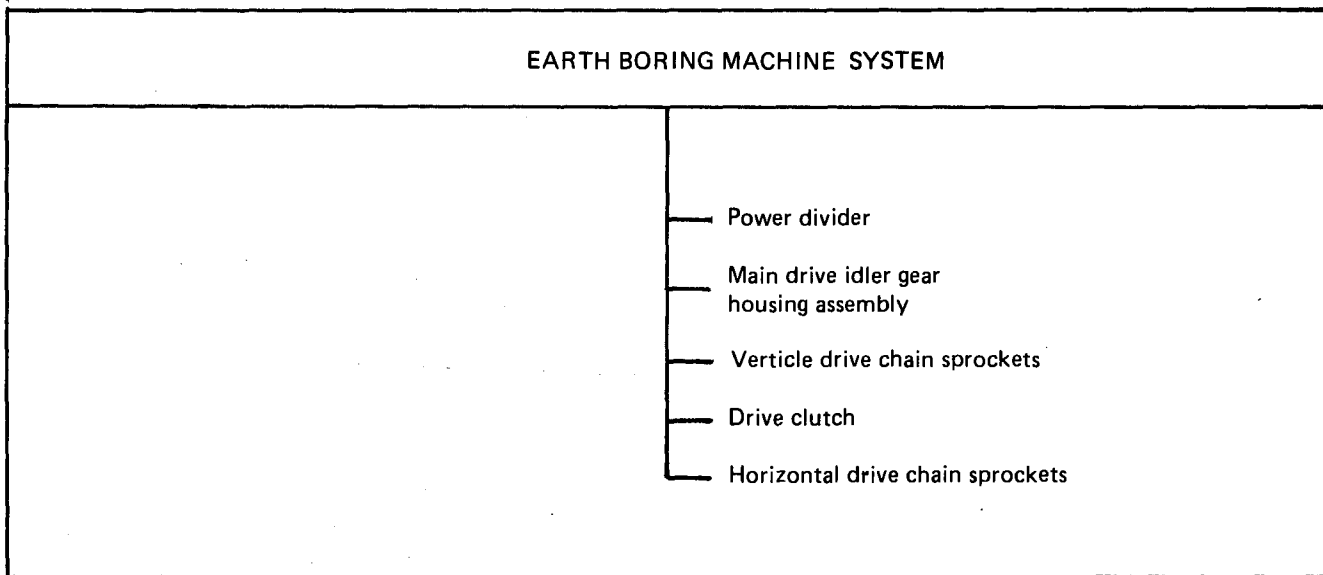 EARTH BORING MACHINE SYSTEM
Power divider
Main drive idler gear
housing assembly
Verticle drive chain sprockets
Drive clutch
Horizontal drive chain sprockets